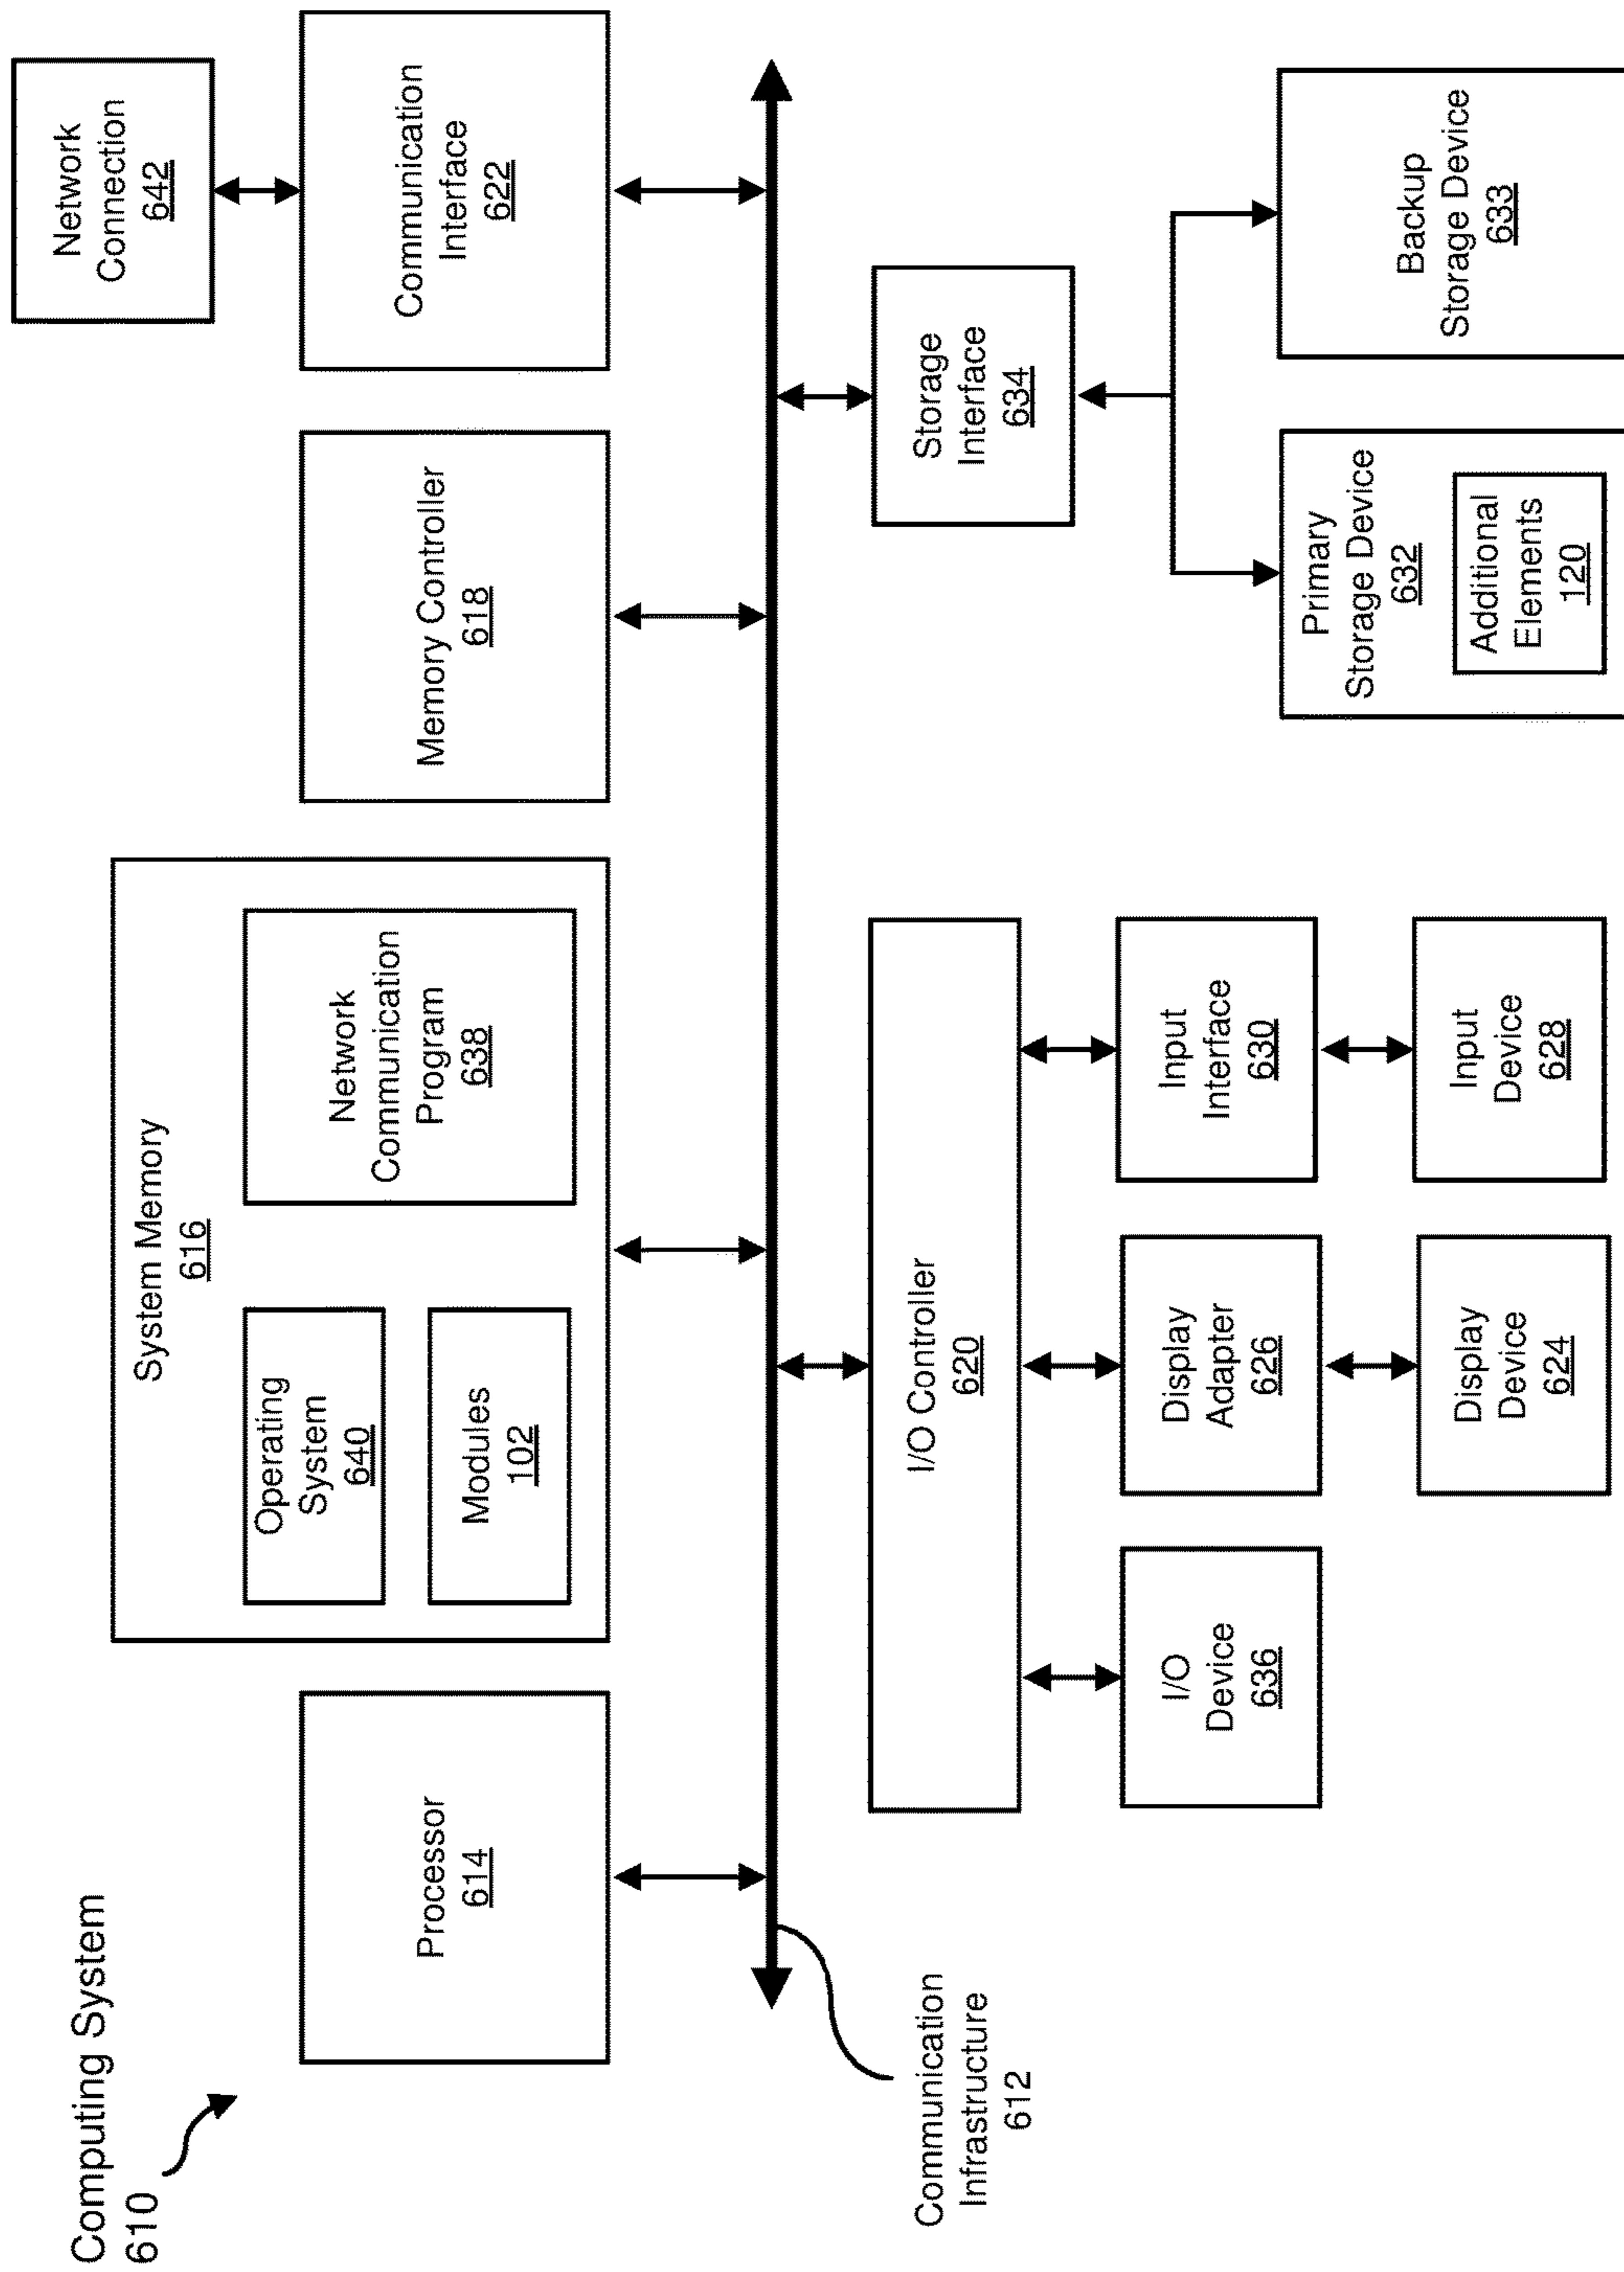 Computing System
610
Processor
614
System Memory
616
Operating
System
640
Modules
102
Network
Communication
Program
638
Memory Controller
618
Network
Connection
642
Communication
Interface
622
Communication
Infrastructure
612
I/O Controller
620
I/O
Device
636
Display
Adapter
626
Input
Interface
630
Display
Device
624
Input
Device
628
Storage
Interface
634
Primary
Storage Device
632
Additional
Elements
120
Backup
Storage Device
633